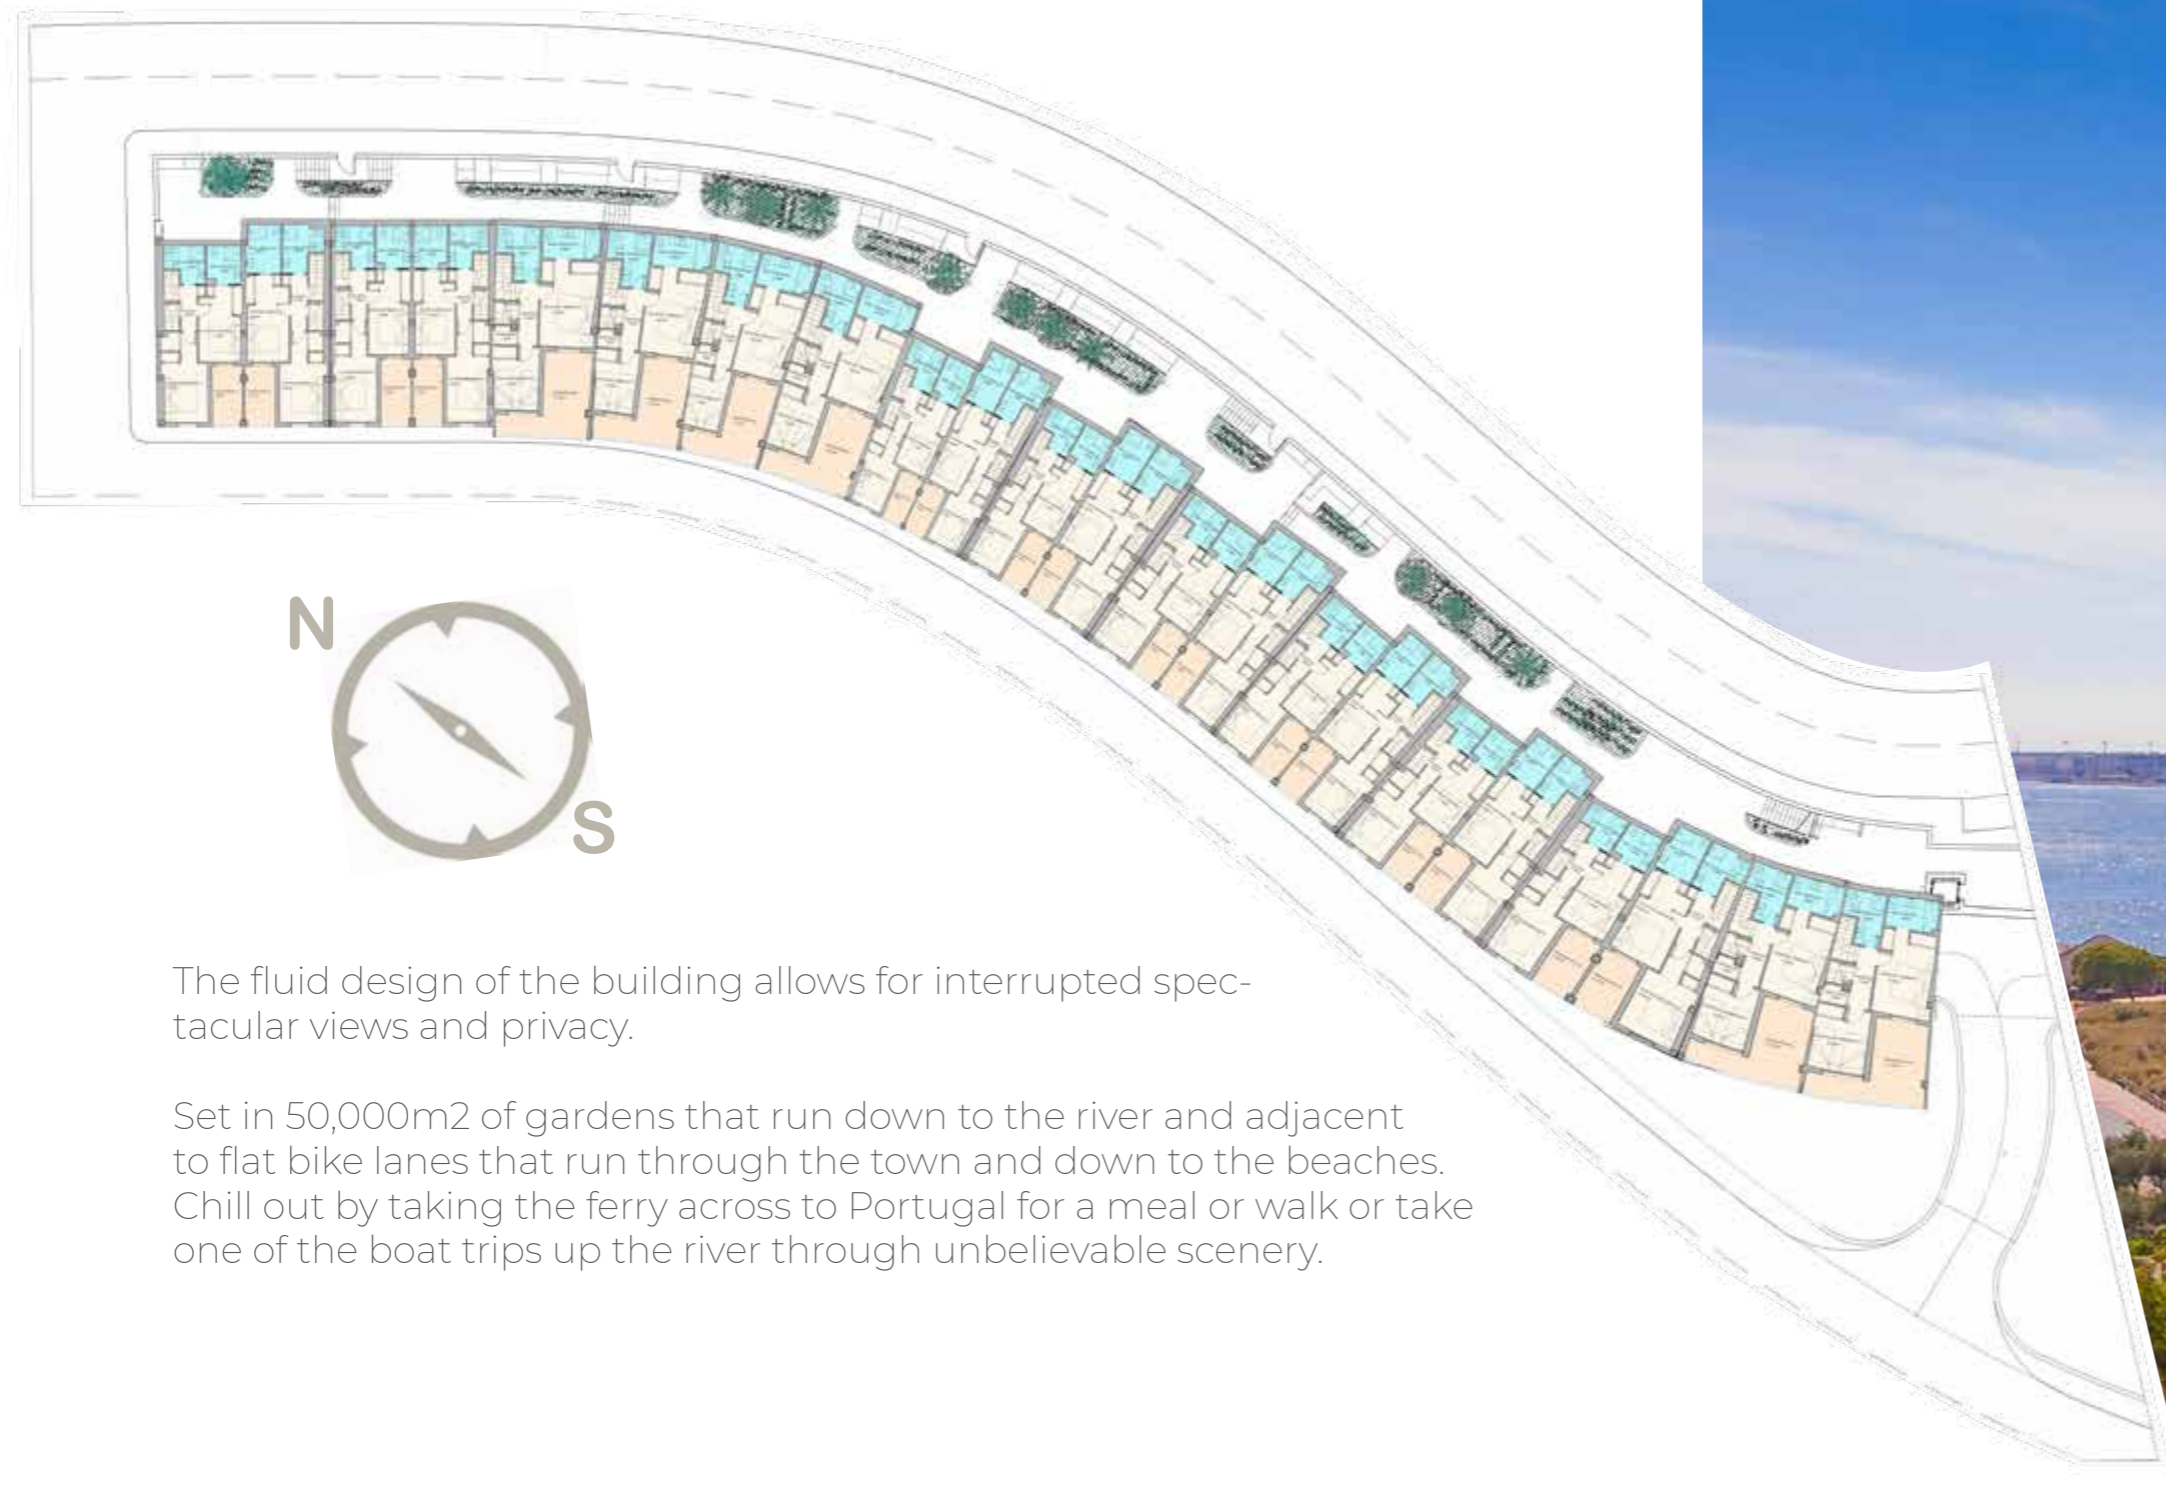 N
S
The fluid design of the building allows for interrupted spec-
tacular views and privacy.
Set in 50,000m2 of gardens that run down to the river and adjacent
to flat bike lanes that run through the town and down to the beaches.
Chill out by taking the ferry across to Portugal for a meal or walk or take
one of the boat trips up the river through unbelievable scenery.